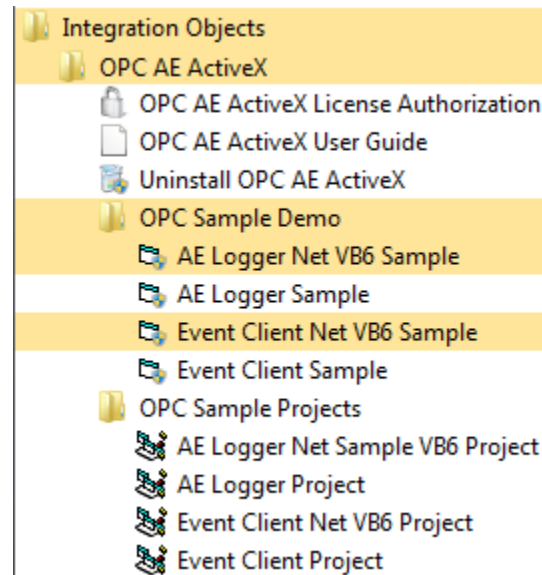 Integration Objects
OPC AE ActiveX
OPC AE ActiveX License Authorization
OPC AE ActiveX User Guide
Uninstall OPC AE ActiveX
OPC Sample Demo
AE Logger Net VB6 Sample
AE Logger Sample
Event Client Net VB6 Sample
Event Client Sample
OPC Sample Projects
AE Logger Net Sample VB6 Project
AE Logger Project
Event Client Net VB6 Project
Event Client Project